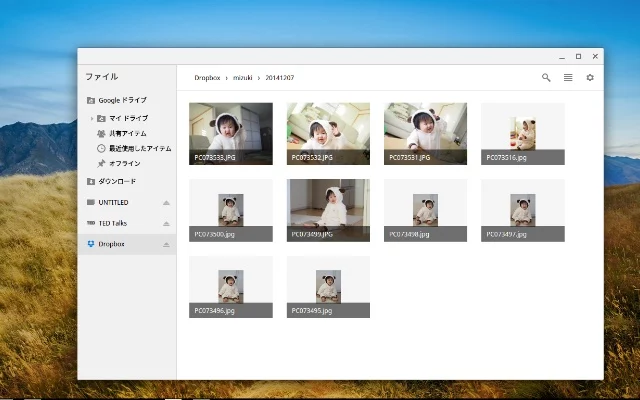 ファイル
Dropbox › mizuki › 20141207
Google ドライブ
マイ ドライブ
共有アイテム
最近使用したアイテム
オフライン
ダウンロード
UNTITLED
TED Talks
Dropbox
PC073533.JPG
PC073532.JPG
PC073531.JPG
PC073516.jpg
PC073500.jpg
PC073499.JPG
PC073498.jpg
PC073497.jpg
PC073496.jpg
PC073495.jpg